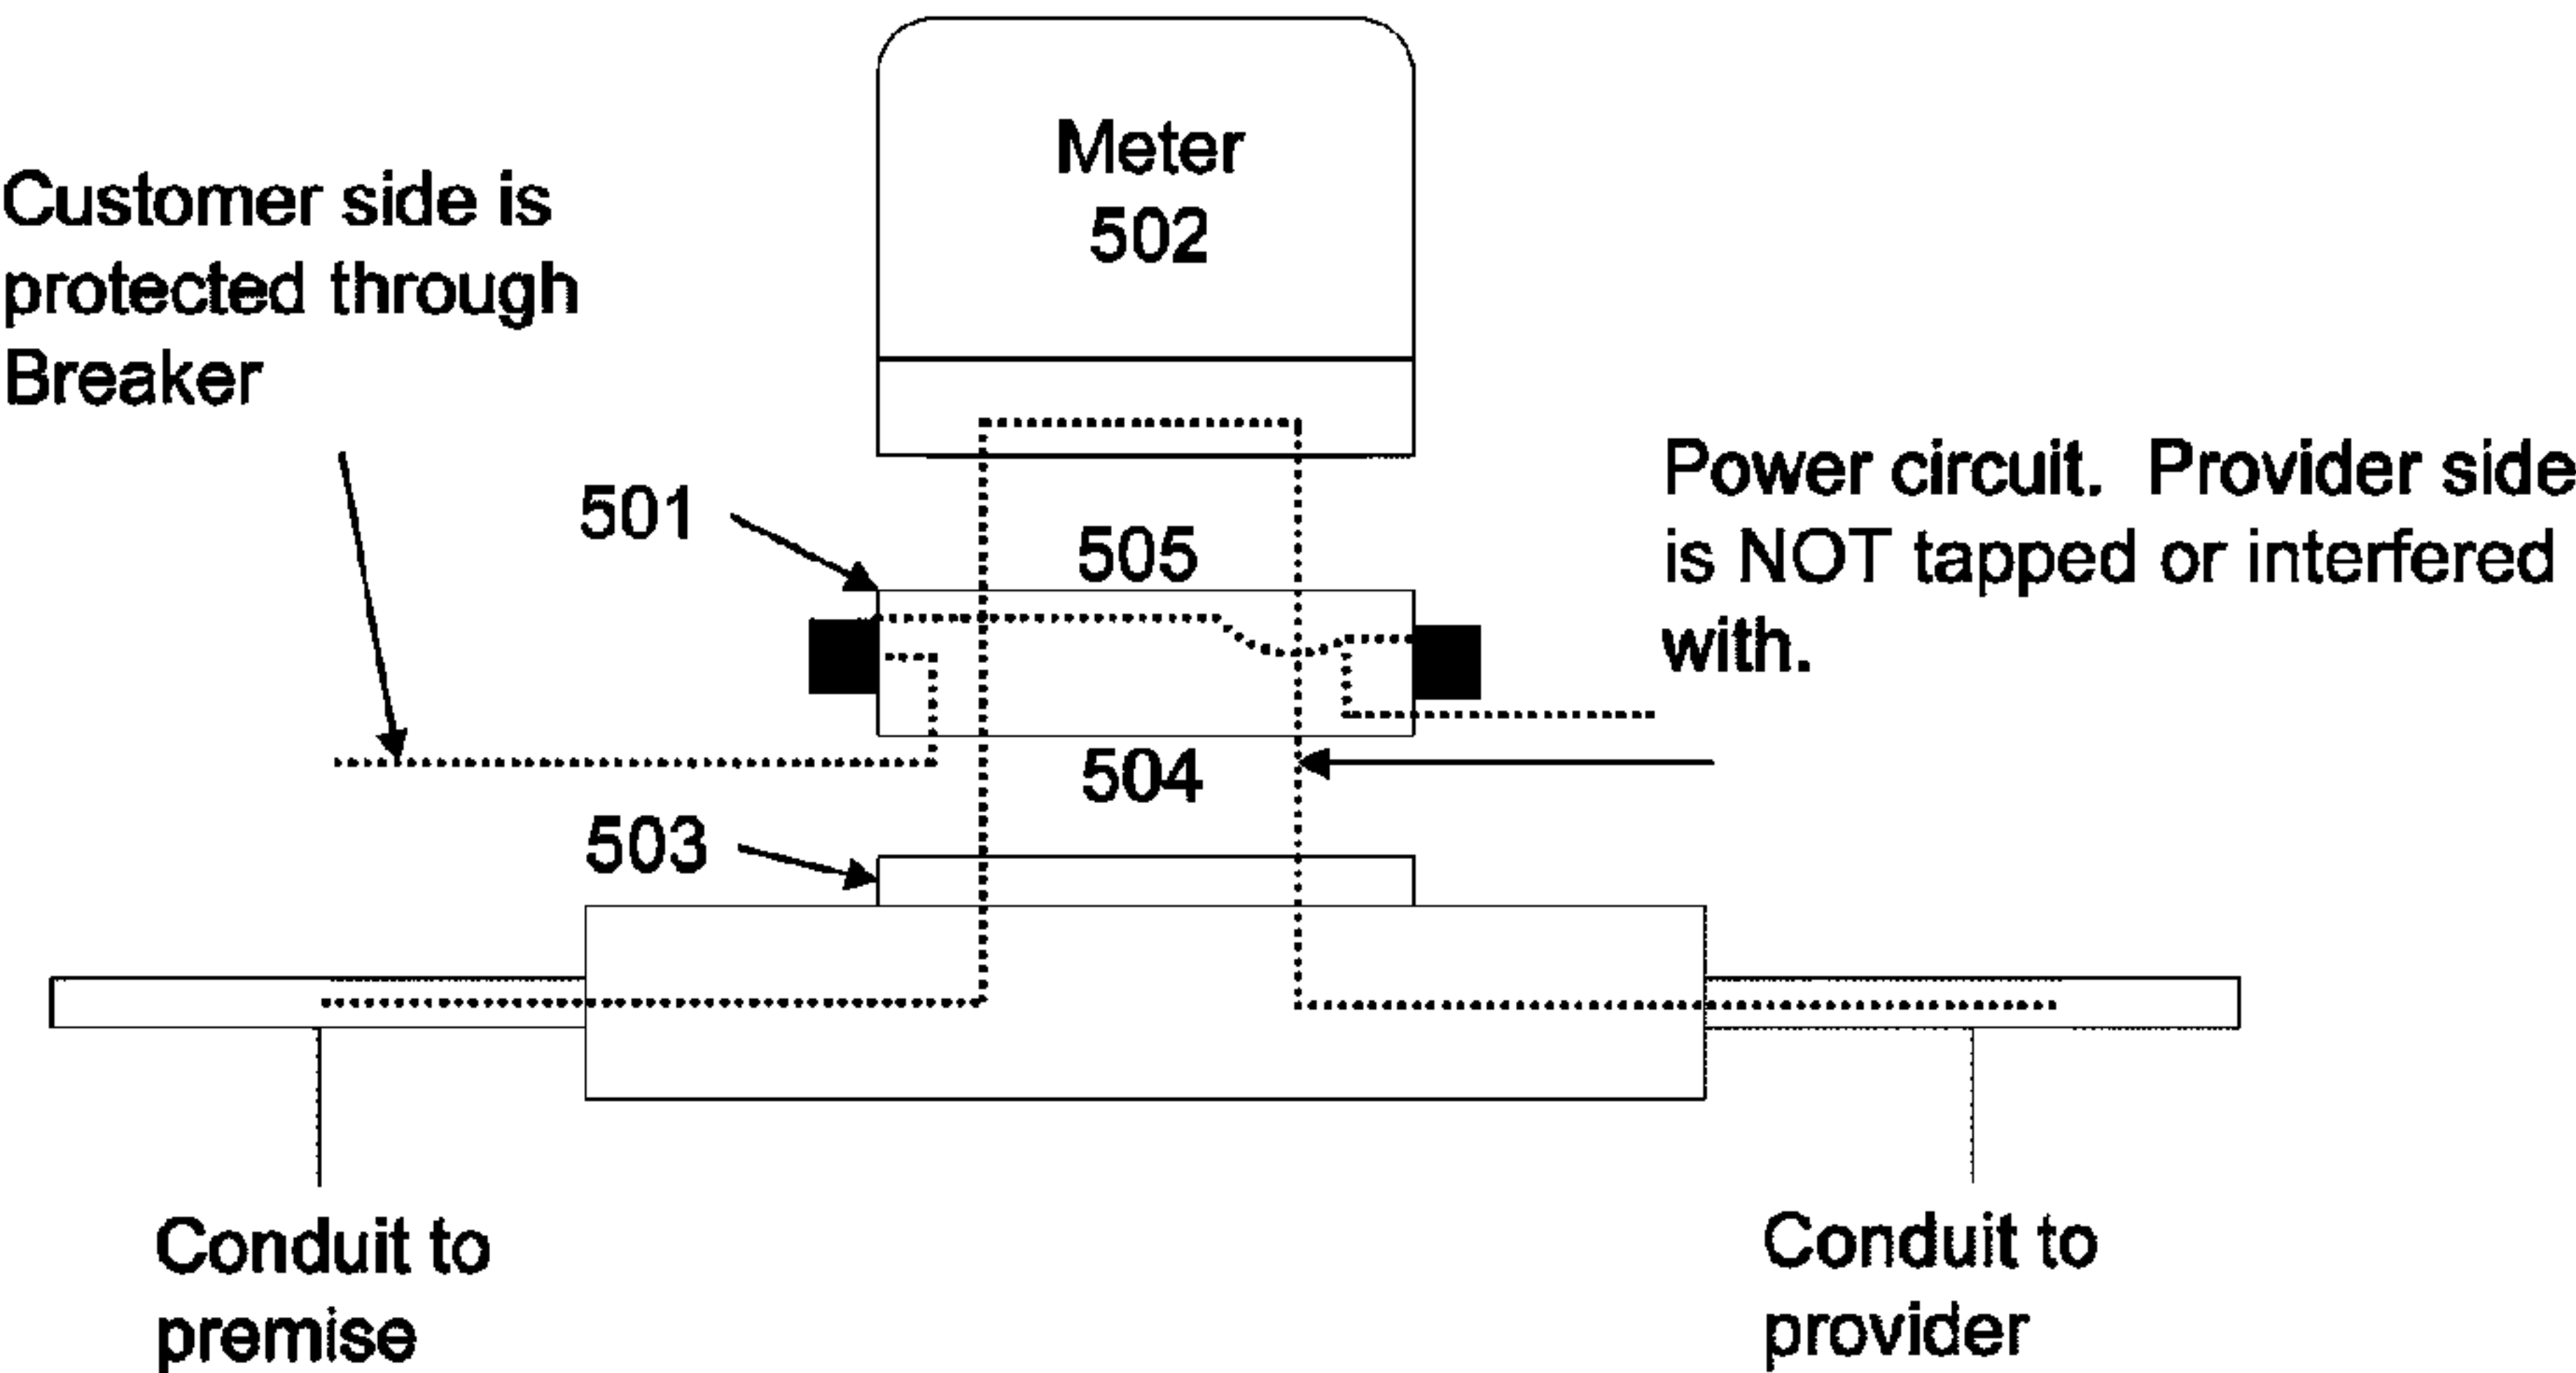 Meter
502
Customer side is
protected through
Breaker
Power circuit.  Provider side
is NOT tapped or interfered
with.
501
505
504
503
Conduit to
premise
Conduit to
provider